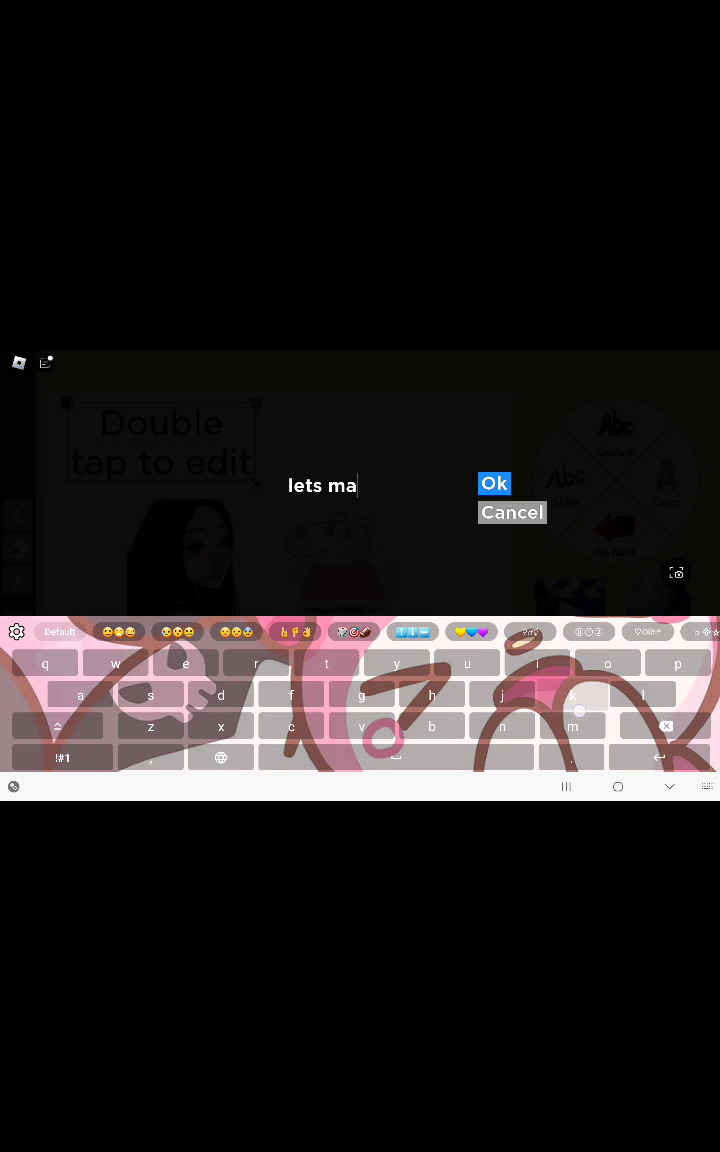 Double
tap to edit
Abc
Outline
Abc
Style
A
Color
Go back
lets ma
Ok
Cancel
Default
q w e r t y u i o p
a s d f g h j k l
z x c v b n m
!#1 , .